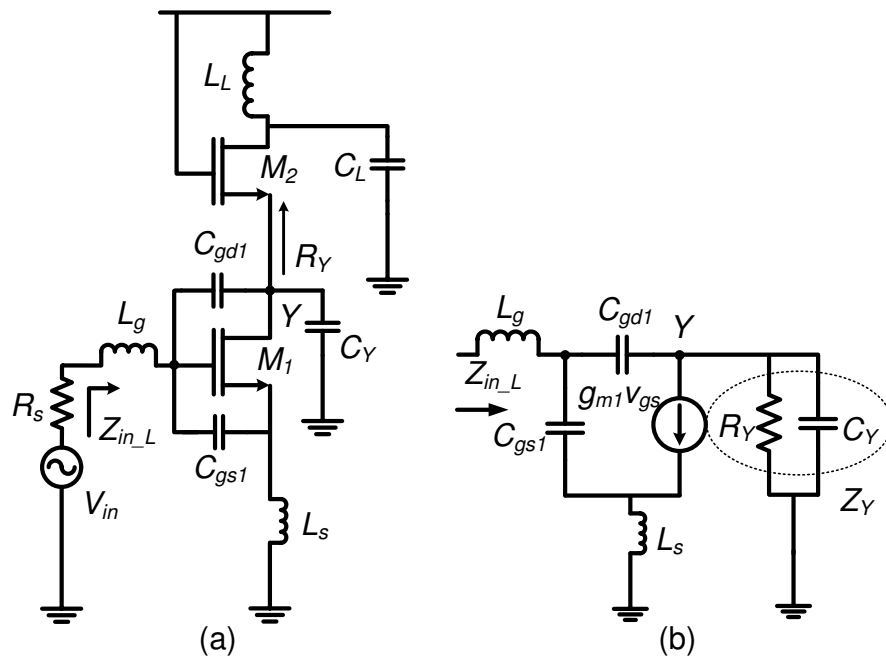 L_L
M_2
C_L
C_gd1
R_Y
L_g
Y
M_1
C_Y
R_s
Z_in_L
C_gs1
V_in
L_s
(a)
L_g
C_gd1
Y
Z_in_L
g_m1v_gs
R_Y
C_Y
C_gs1
Z_Y
L_s
(b)